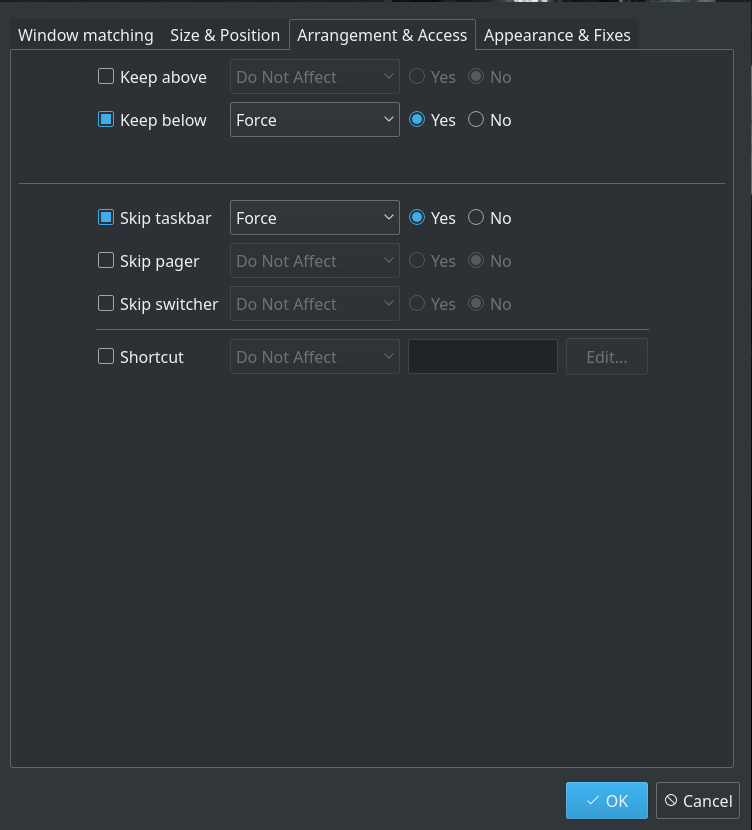 Window matching Size & Position Arrangement & Access Appearance & Fixes
Keep above Do Not Affect Yes No
Keep below Force Yes No
Skip taskbar Force Yes No
Skip pager Do Not Affect Yes No
Skip switcher Do Not Affect Yes No
Shortcut Do Not Affect Edit...
OK Cancel